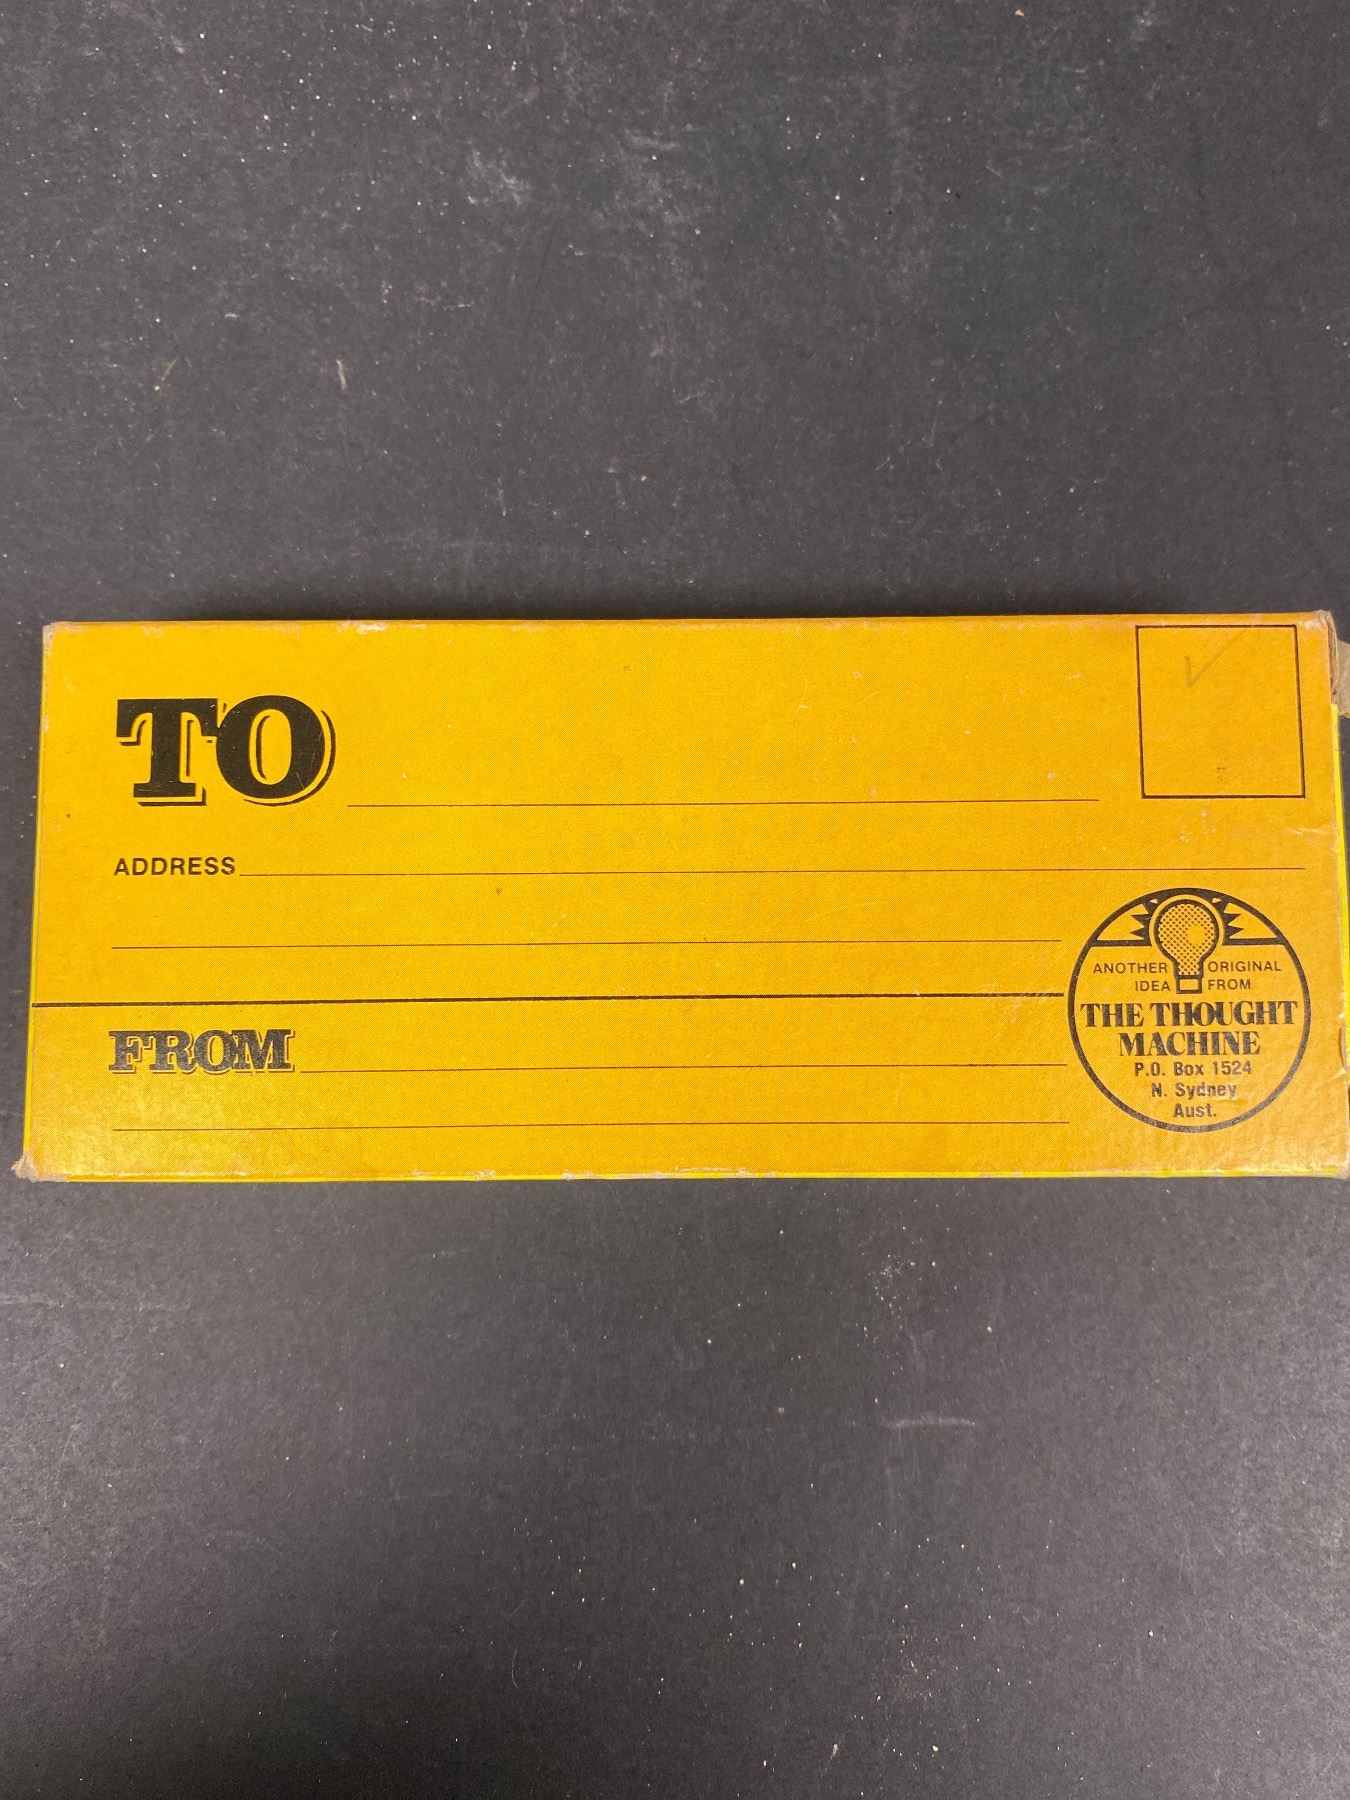 TO
ADDRESS
FROM
ANOTHER ORIGINAL
IDEA FROM
THE THOUGHT
MACHINE
P.O. Box 1524
N. Sydney
Aust.